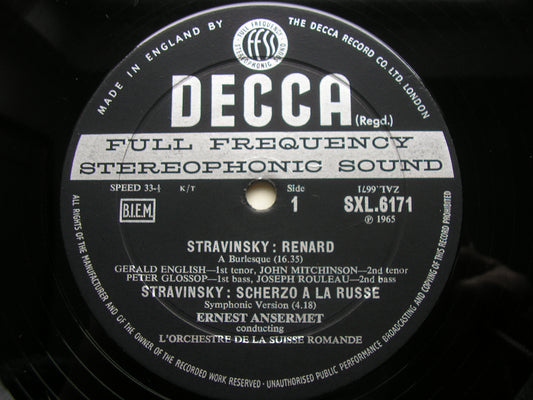 MADE IN ENGLAND BY
THE DECCA RECORD CO. LTD. LONDON
FULL FREQUENCY
ffss
STEREOPHONIC SOUND
DECCA
(Regd.)
FULL FREQUENCY
STEREOPHONIC SOUND
SPEED 33⅓ K/T Side ZAL.6671
B.I.E.M. 1 SXL.6171
℗ 1965
STRAVINSKY : RENARD
A Burlesque (16.35)
GERALD ENGLISH—1st tenor, JOHN MITCHINSON—2nd tenor
PETER GLOSSOP—1st bass, JOSEPH ROULEAU—2nd bass
STRAVINSKY : SCHERZO A LA RUSSE
Symphonic Version (4.18)
ERNEST ANSERMET
conducting
L'ORCHESTRE DE LA SUISSE ROMANDE
ALL RIGHTS OF THE MANUFACTURER AND OF THE OWNER OF THE RECORDED WORK RESERVED · UNAUTHORISED PUBLIC PERFORMANCE BROADCASTING AND COPYING OF THIS RECORD PROHIBITED